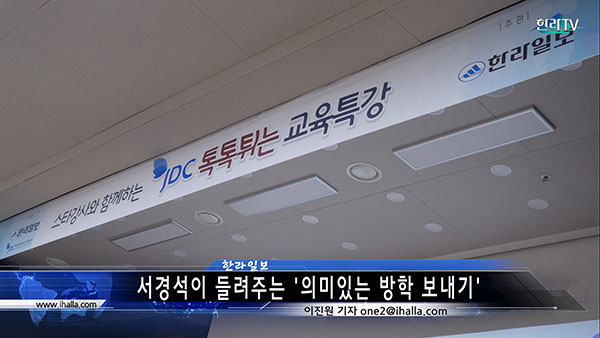 한라TV
|주관|
한라일보
스타강사와 함께하는 JDC 톡톡튀는 교육특강
한라일보
JDC
한라일보
서경석이 들려주는 '의미있는 방학 보내기'
www.ihalla.com
이진원 기자 one2@ihalla.com